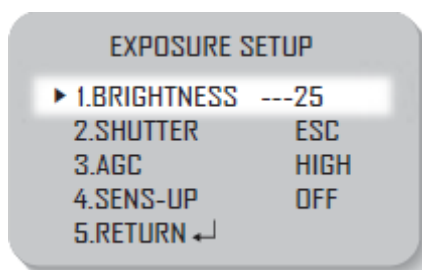 EXPOSURE SETUP
▶ 1.BRIGHTNESS ---25
2.SHUTTER ESC
3.AGC HIGH
4.SENS-UP OFF
5.RETURN ↵